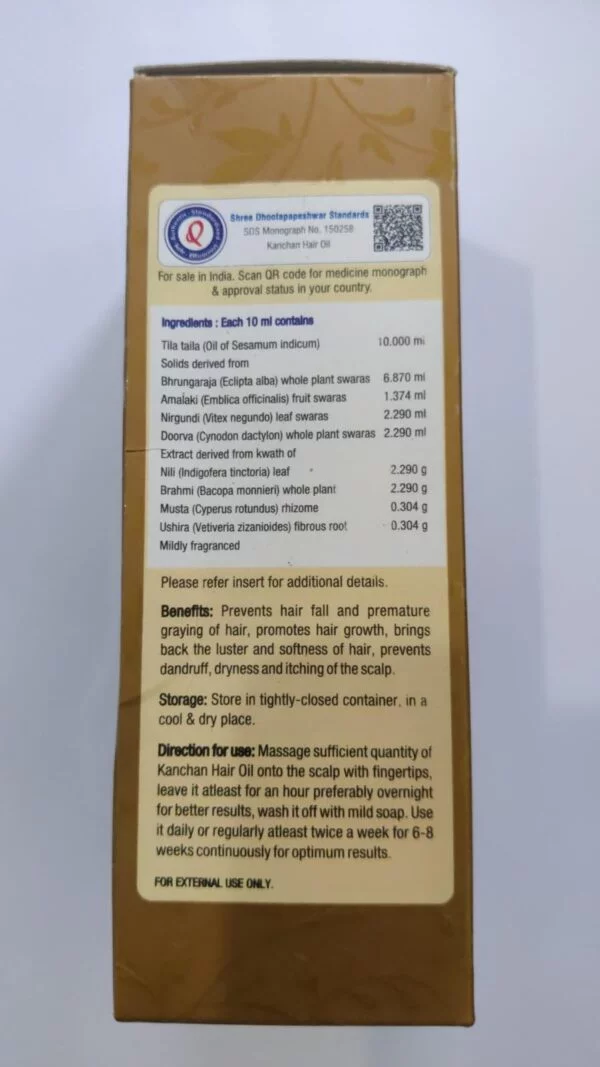 Shree Dhootapapeshwar Standards
SDS Monograph No. 150258
Kanchan Hair Oil
For sale in India. Scan QR code for medicine monograph
& approval status in your country.
Ingredients : Each 10 ml contains
Tila taila (Oil of Sesamum indicum) 10.000 ml
Solids derived from
Bhrungaraja (Eclipta alba) whole plant swaras 6.870 ml
Amalaki (Emblica officinalis) fruit swaras 1.374 ml
Nirgundi (Vitex negundo) leaf swaras 2.290 ml
Doorva (Cynodon dactylon) whole plant swaras 2.290 ml
Extract derived from kwath of
Nili (Indigofera tinctoria) leaf 2.290 g
Brahmi (Bacopa monnieri) whole plant 2.290 g
Musta (Cyperus rotundus) rhizome 0.304 g
Ushira (Vetiveria zizanioides) fibrous root 0.304 g
Mildly fragranced
Please refer insert for additional details.
Benefits: Prevents hair fall and premature
graying of hair, promotes hair growth, brings
back the luster and softness of hair, prevents
dandruff, dryness and itching of the scalp.
Storage: Store in tightly-closed container, in a
cool & dry place.
Direction for use: Massage sufficient quantity of
Kanchan Hair Oil onto the scalp with fingertips,
leave it atleast for an hour preferably overnight
for better results, wash it off with mild soap. Use
it daily or regularly atleast twice a week for 6-8
weeks continuously for optimum results.
FOR EXTERNAL USE ONLY.